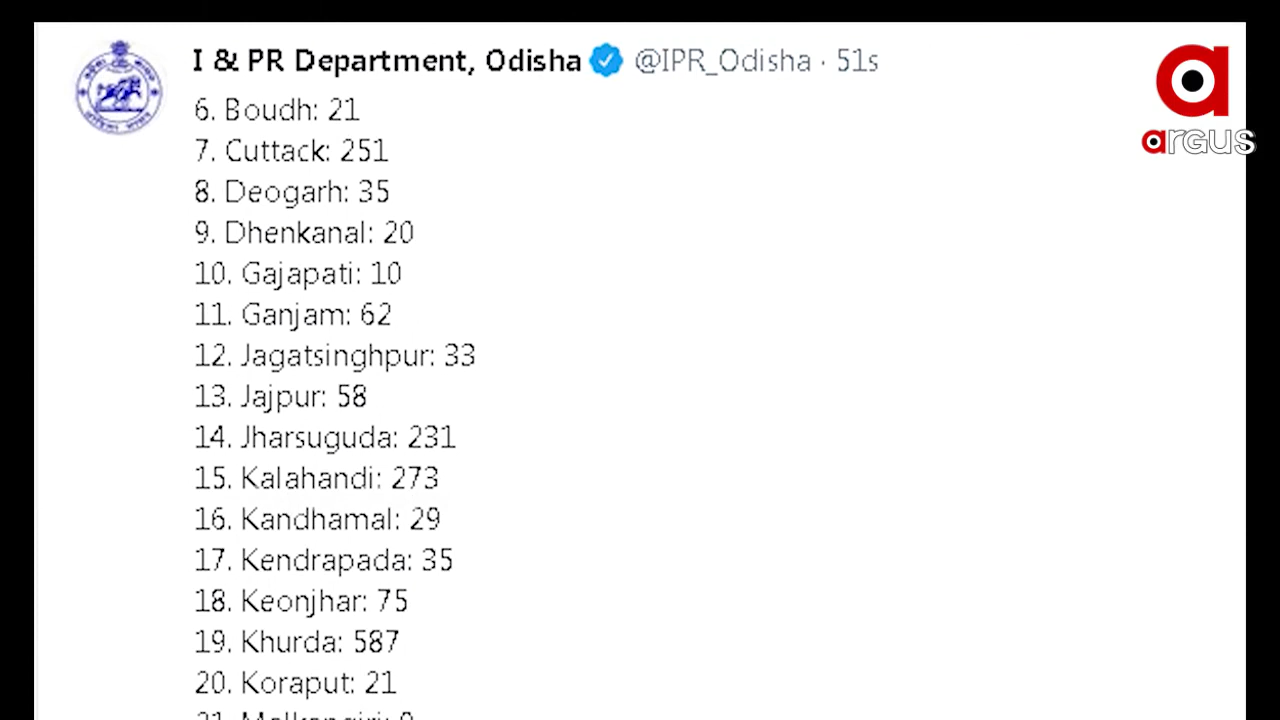 I & PR Department, Odisha @IPR_Odisha · 51s
6. Boudh: 21
7. Cuttack: 251
8. Deogarh: 35
9. Dhenkanal: 20
10. Gajapati: 10
11. Ganjam: 62
12. Jagatsinghpur: 33
13. Jajpur: 58
14. Jharsuguda: 231
15. Kalahandi: 273
16. Kandhamal: 29
17. Kendrapada: 35
18. Keonjhar: 75
19. Khurda: 587
20. Koraput: 21
a
argus